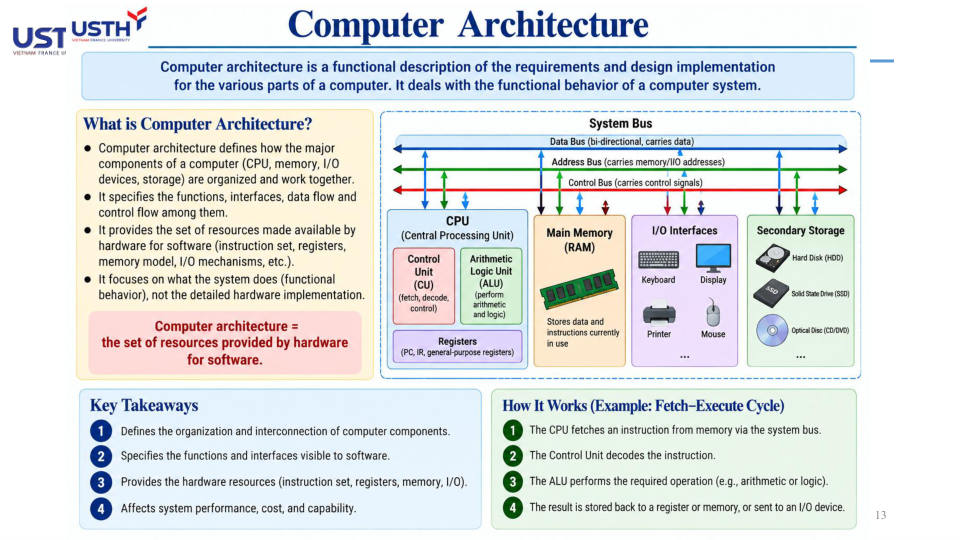 UST
VIETNAM FRANCE U
USTH
VIETNAM FRANCE UNIVERSITY
Computer Architecture
Computer architecture is a functional description of the requirements and design implementation
for the various parts of a computer. It deals with the functional behavior of a computer system.
What is Computer Architecture?
● Computer architecture defines how the major
components of a computer (CPU, memory, I/O
devices, storage) are organized and work together.
● It specifies the functions, interfaces, data flow and
control flow among them.
● It provides the set of resources made available by
hardware for software (instruction set, registers,
memory model, I/O mechanisms, etc.).
● It focuses on what the system does (functional
behavior), not the detailed hardware implementation.
Computer architecture =
the set of resources provided by hardware
for software.
System Bus
Data Bus (bi-directional, carries data)
Address Bus (carries memory/I/O addresses)
Control Bus (carries control signals)
CPU
(Central Processing Unit)
Control
Unit
(CU)
(fetch, decode,
control)
Arithmetic
Logic Unit
(ALU)
(perform
arithmetic
and logic)
Registers
(PC, IR, general-purpose registers)
Main Memory
(RAM)
Stores data and
instructions currently
in use
I/O Interfaces
Keyboard
Display
Printer
Mouse
...
Secondary Storage
Hard Disk (HDD)
SSD
Solid State Drive (SSD)
Optical Disc (CD/DVD)
...
Key Takeaways
1 Defines the organization and interconnection of computer components.
2 Specifies the functions and interfaces visible to software.
3 Provides the hardware resources (instruction set, registers, memory, I/O).
4 Affects system performance, cost, and capability.
How It Works (Example: Fetch–Execute Cycle)
1 The CPU fetches an instruction from memory via the system bus.
2 The Control Unit decodes the instruction.
3 The ALU performs the required operation (e.g., arithmetic or logic).
4 The result is stored back to a register or memory, or sent to an I/O device.
13